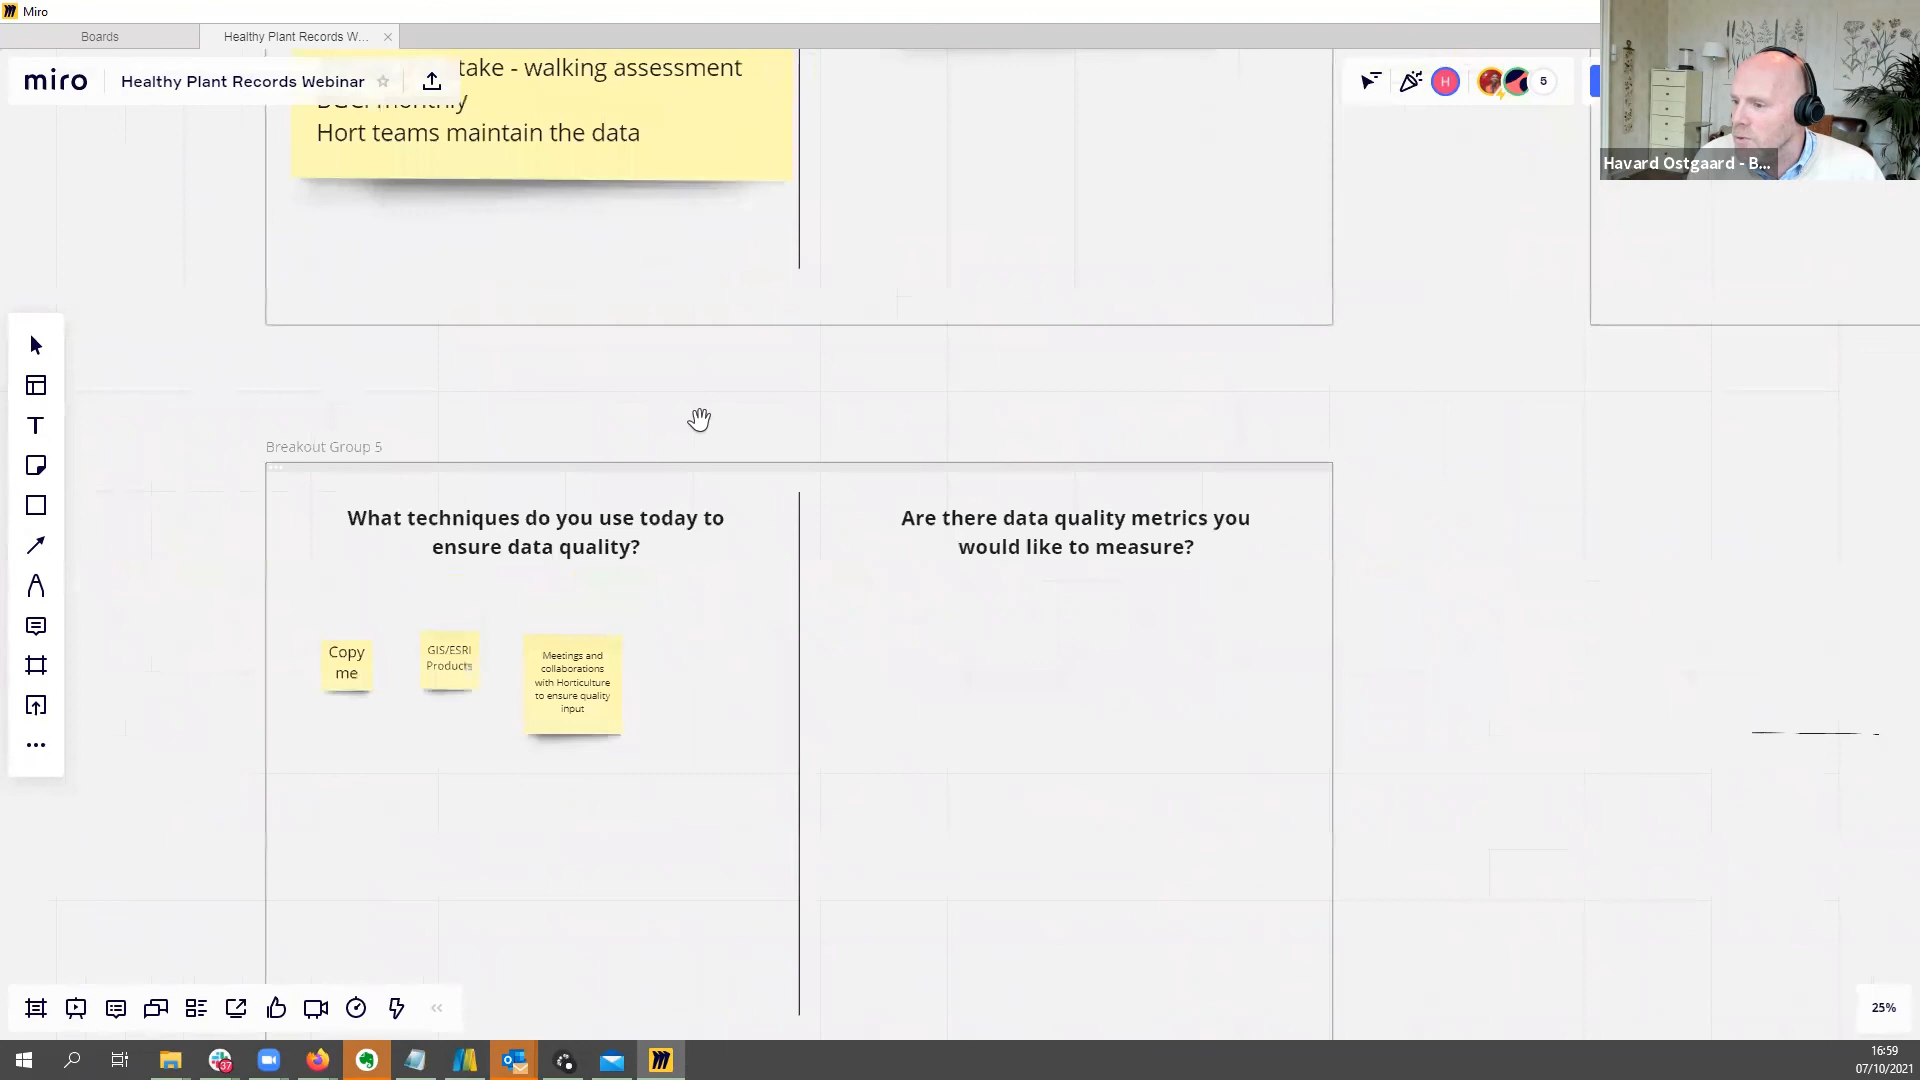 Miro
Boards
Healthy Plant Records W...
miro
Healthy Plant Records Webinar
take - walking assessment
monthly
Hort teams maintain the data
H
5
Havard Ostgaard - B...
Breakout Group 5
What techniques do you use today to
ensure data quality?
Are there data quality metrics you
would like to measure?
Copy
me
GIS/ESRI
Products
Meetings and
collaborations
with Horticulture
to ensure quality
input
25%
37
16:59
07/10/2021